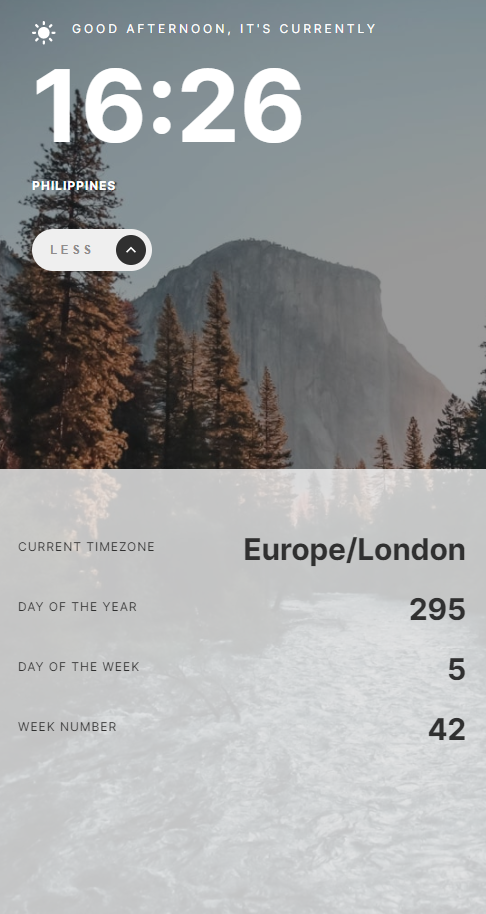 GOOD AFTERNOON, IT'S CURRENTLY
16:26
PHILIPPINES
LESS
CURRENT TIMEZONE Europe/London
DAY OF THE YEAR 295
DAY OF THE WEEK 5
WEEK NUMBER 42